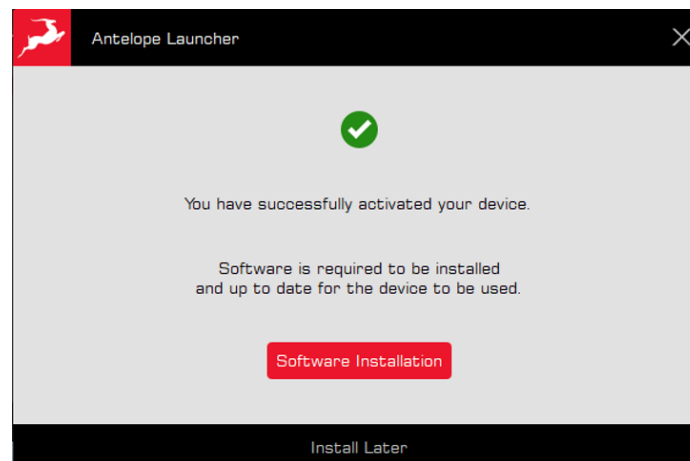 Antelope Launcher
You have successfully activated your device.
Software is required to be installed
and up to date for the device to be used.
Software Installation
Install Later